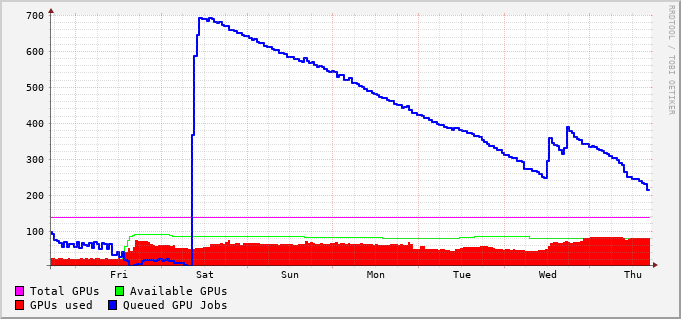 700
600
500
400
300
200
100
Fri Sat Sun Mon Tue Wed Thu
Total GPUs Available GPUs
GPUs used Queued GPU Jobs
RRDTOOL / TOBI OETIKER